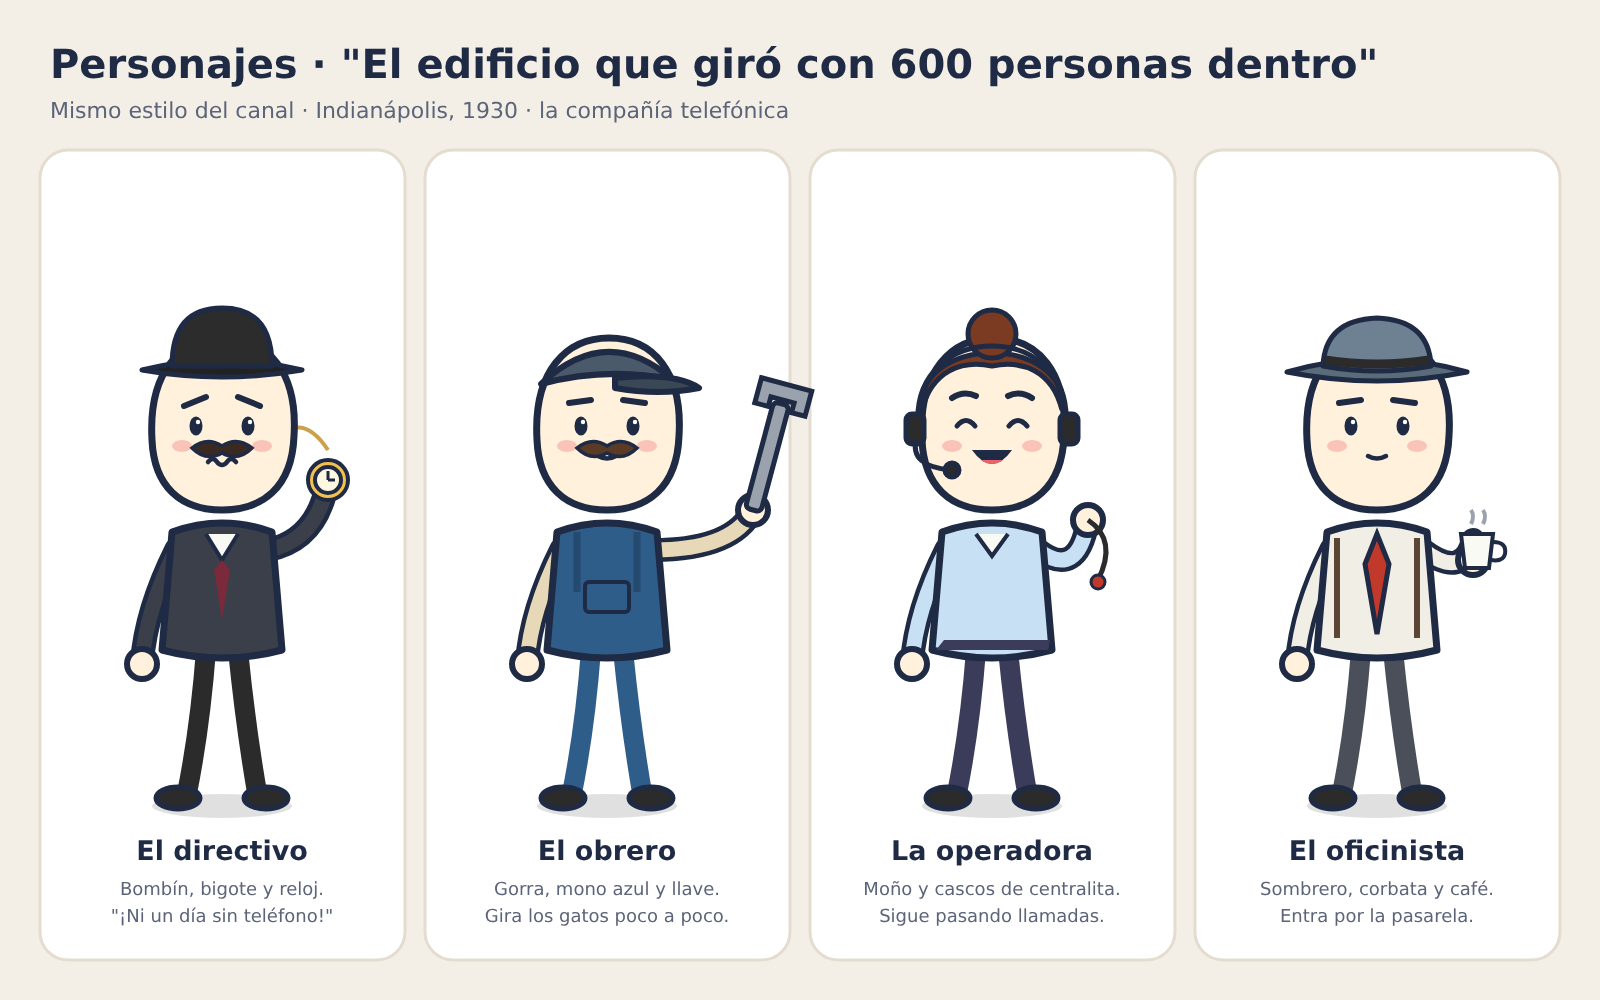 Personajes · "El edificio que giró con 600 personas dentro"
Mismo estilo del canal · Indianápolis, 1930 · la compañía telefónica
El directivo
Bombín, bigote y reloj.
"¡Ni un día sin teléfono!"
El obrero
Gorra, mono azul y llave.
Gira los gatos poco a poco.
La operadora
Moño y cascos de centralita.
Sigue pasando llamadas.
El oficinista
Sombrero, corbata y café.
Entra por la pasarela.